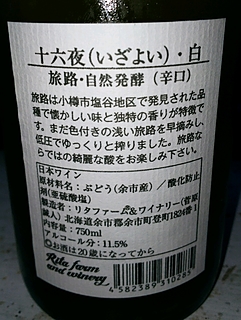 十六夜(いざよい)・白
旅路・自然発酵(辛口)
旅路は小樽市塩谷地区で発見された品
種で懐かしい味と独特の香りが特徴で
す。まだ色付きの浅い旅路を早摘みし、
低圧でゆっくりと搾りました。旅路な
らではの綺麗な酸をお楽しみ下さい。
日本ワイン
原材料名:ぶどう(余市産)/酸化防止
剤(亜硫酸塩)
製造者:リタファーム&ワイナリー(菅原
誠人)北海道余市郡余市町登町1824番
内容量:750ml
アルコール分:11.5%
◎お酒は20歳になってから
Rita farm
and winery
4582389310285